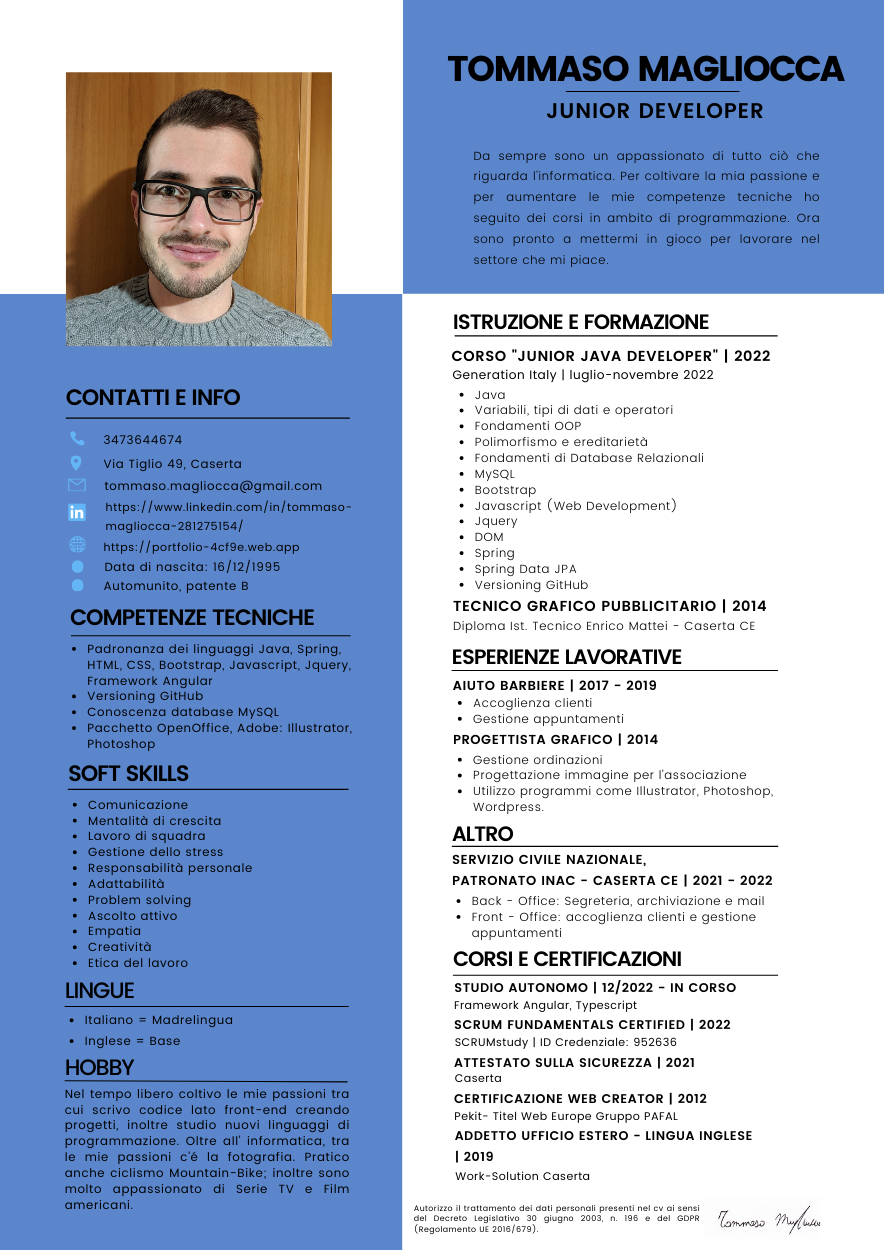 TOMMASO MAGLIOCCA
JUNIOR DEVELOPER
Da sempre sono un appassionato di tutto ciò che
riguarda l'informatica. Per coltivare la mia passione e
per aumentare le mie competenze tecniche ho
seguito dei corsi in ambito di programmazione. Ora
sono pronto a mettermi in gioco per lavorare nel
settore che mi piace.
CONTATTI E INFO
3473644674
Via Tiglio 49, Caserta
tommaso.magliocca@gmail.com
in
https://www.linkedin.com/in/tommaso-
magliocca-281275154/
https://portfolio-4cf9e.web.app
Data di nascita: 16/12/1995
Automunito, patente B
COMPETENZE TECNICHE
• Padronanza dei linguaggi Java, Spring,
HTML, CSS, Bootstrap, Javascript, Jquery,
Framework Angular
• Versioning GitHub
• Conoscenza database MySQL
• Pacchetto OpenOffice, Adobe: Illustrator,
Photoshop
SOFT SKILLS
• Comunicazione
• Mentalità di crescita
• Lavoro di squadra
• Gestione dello stress
• Responsabilità personale
• Adattabilità
• Problem solving
• Ascolto attivo
• Empatia
• Creatività
• Etica del lavoro
LINGUE
• Italiano = Madrelingua
• Inglese = Base
HOBBY
Nel tempo libero coltivo le mie passioni tra
cui scrivo codice lato front-end creando
progetti, inoltre studio nuovi linguaggi di
programmazione. Oltre all' informatica, tra
le mie passioni c'é la fotografia. Pratico
anche ciclismo Mountain-Bike; inoltre sono
molto appassionato di Serie TV e Film
americani.
ISTRUZIONE E FORMAZIONE
CORSO "JUNIOR JAVA DEVELOPER" | 2022
Generation Italy | luglio-novembre 2022
• Java
• Variabili, tipi di dati e operatori
• Fondamenti OOP
• Polimorfismo e ereditarietà
• Fondamenti di Database Relazionali
• MySQL
• Bootstrap
• Javascript (Web Development)
• Jquery
• DOM
• Spring
• Spring Data JPA
• Versioning GitHub
TECNICO GRAFICO PUBBLICITARIO | 2014
Diploma Ist. Tecnico Enrico Mattei - Caserta CE
ESPERIENZE LAVORATIVE
AIUTO BARBIERE | 2017 - 2019
• Accoglienza clienti
• Gestione appuntamenti
PROGETTISTA GRAFICO | 2014
• Gestione ordinazioni
• Progettazione immagine per l'associazione
• Utilizzo programmi come Illustrator, Photoshop,
Wordpress.
ALTRO
SERVIZIO CIVILE NAZIONALE,
PATRONATO INAC - CASERTA CE | 2021 - 2022
• Back - Office: Segreteria, archiviazione e mail
• Front - Office: accoglienza clienti e gestione
appuntamenti
CORSI E CERTIFICAZIONI
STUDIO AUTONOMO | 12/2022 - IN CORSO
Framework Angular, Typescript
SCRUM FUNDAMENTALS CERTIFIED | 2022
SCRUMstudy | ID Credenziale: 952636
ATTESTATO SULLA SICUREZZA | 2021
Caserta
CERTIFICAZIONE WEB CREATOR | 2012
Pekit- Titel Web Europe Gruppo PAFAL
ADDETTO UFFICIO ESTERO - LINGUA INGLESE
| 2019
Work-Solution Caserta
Autorizzo il trattamento dei dati personali presenti nel cv ai sensi
del Decreto Legislativo 30 giugno 2003, n. 196 e del GDPR
(Regolamento UE 2016/679).
Tommaso